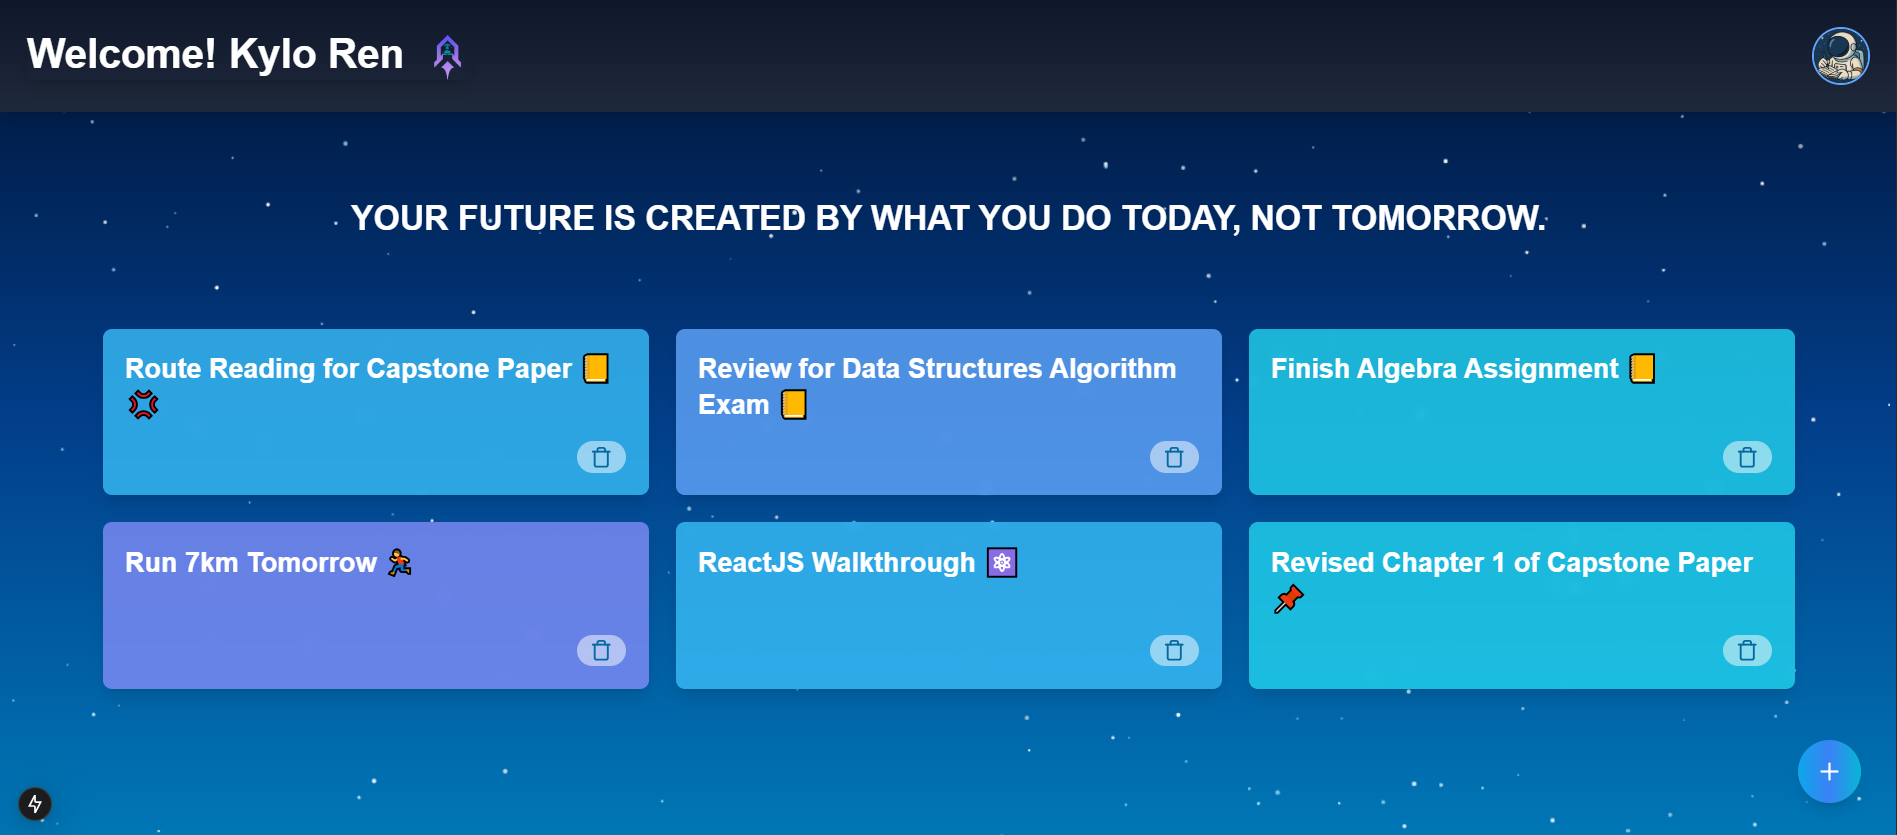 Welcome! Kylo Ren
YOUR FUTURE IS CREATED BY WHAT YOU DO TODAY, NOT TOMORROW.
Route Reading for Capstone Paper 📒
💢
Review for Data Structures Algorithm
Exam 📒
Finish Algebra Assignment 📒
Run 7km Tomorrow 🏃
ReactJS Walkthrough ⚛️
Revised Chapter 1 of Capstone Paper
📌